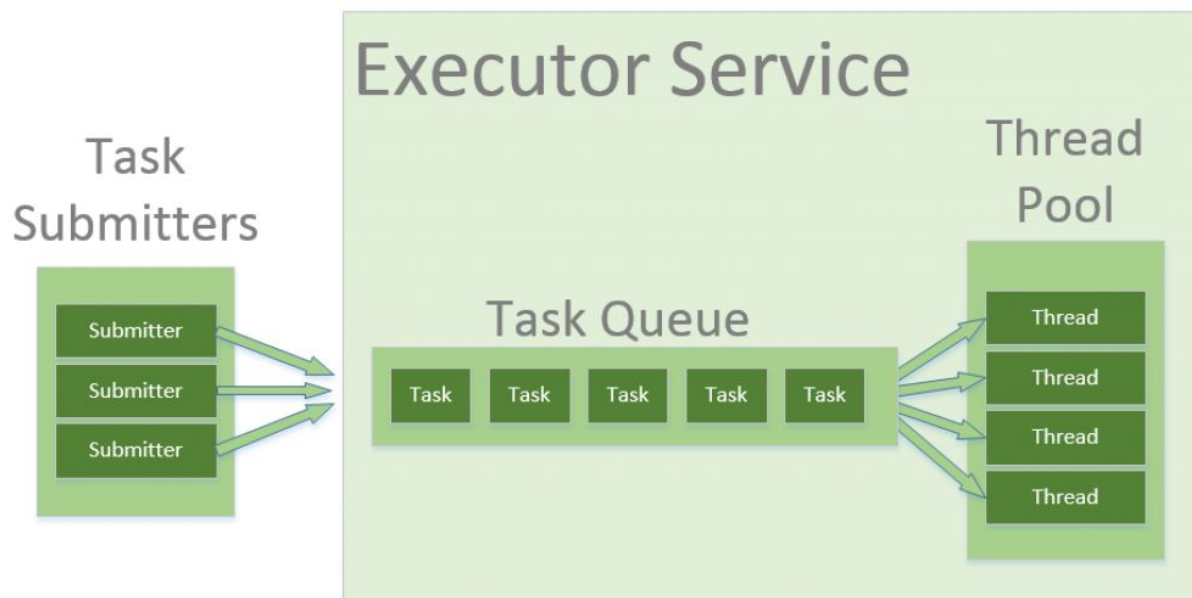 Executor Service
Task
Submitters
Submitter
Submitter
Submitter
Task Queue
Task Task Task Task Task
Thread
Pool
Thread
Thread
Thread
Thread